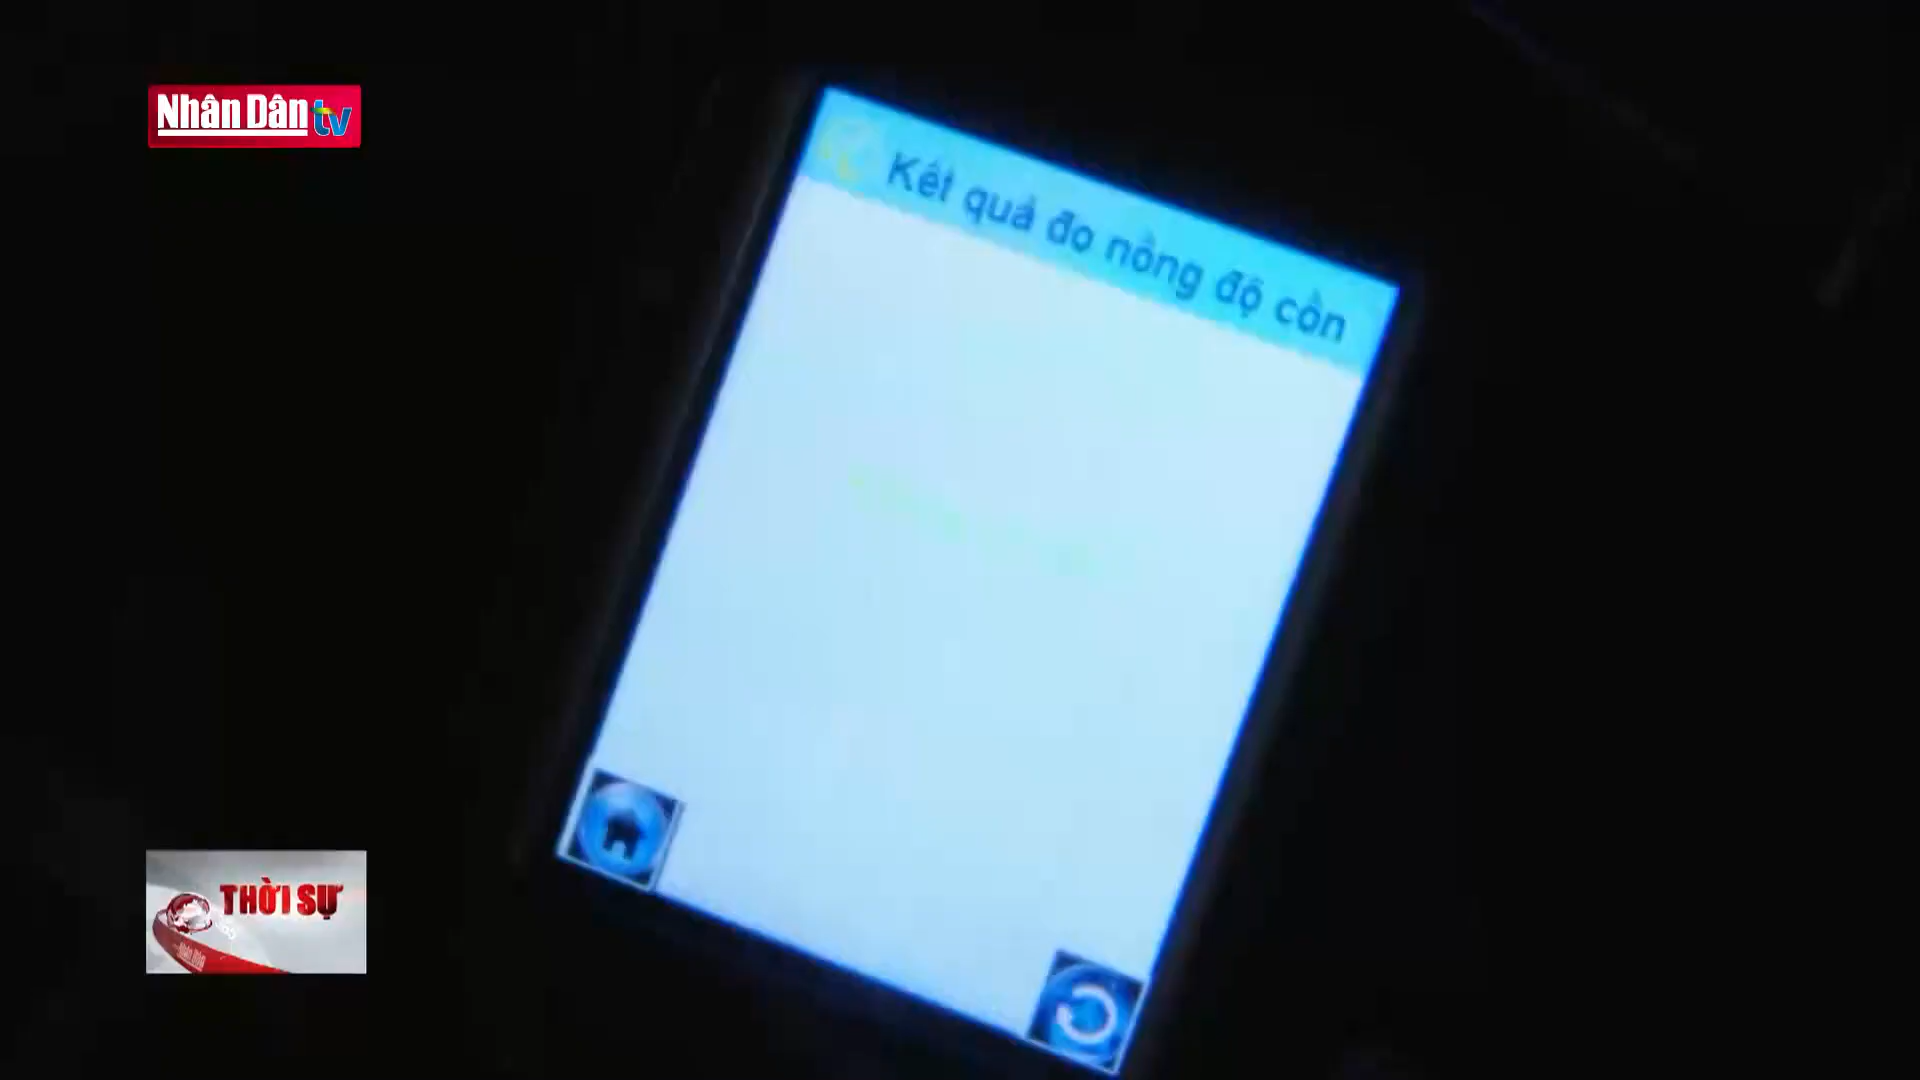 Nhân Dân tv
Kết quả đo nồng độ cồn
THỜI SỰ